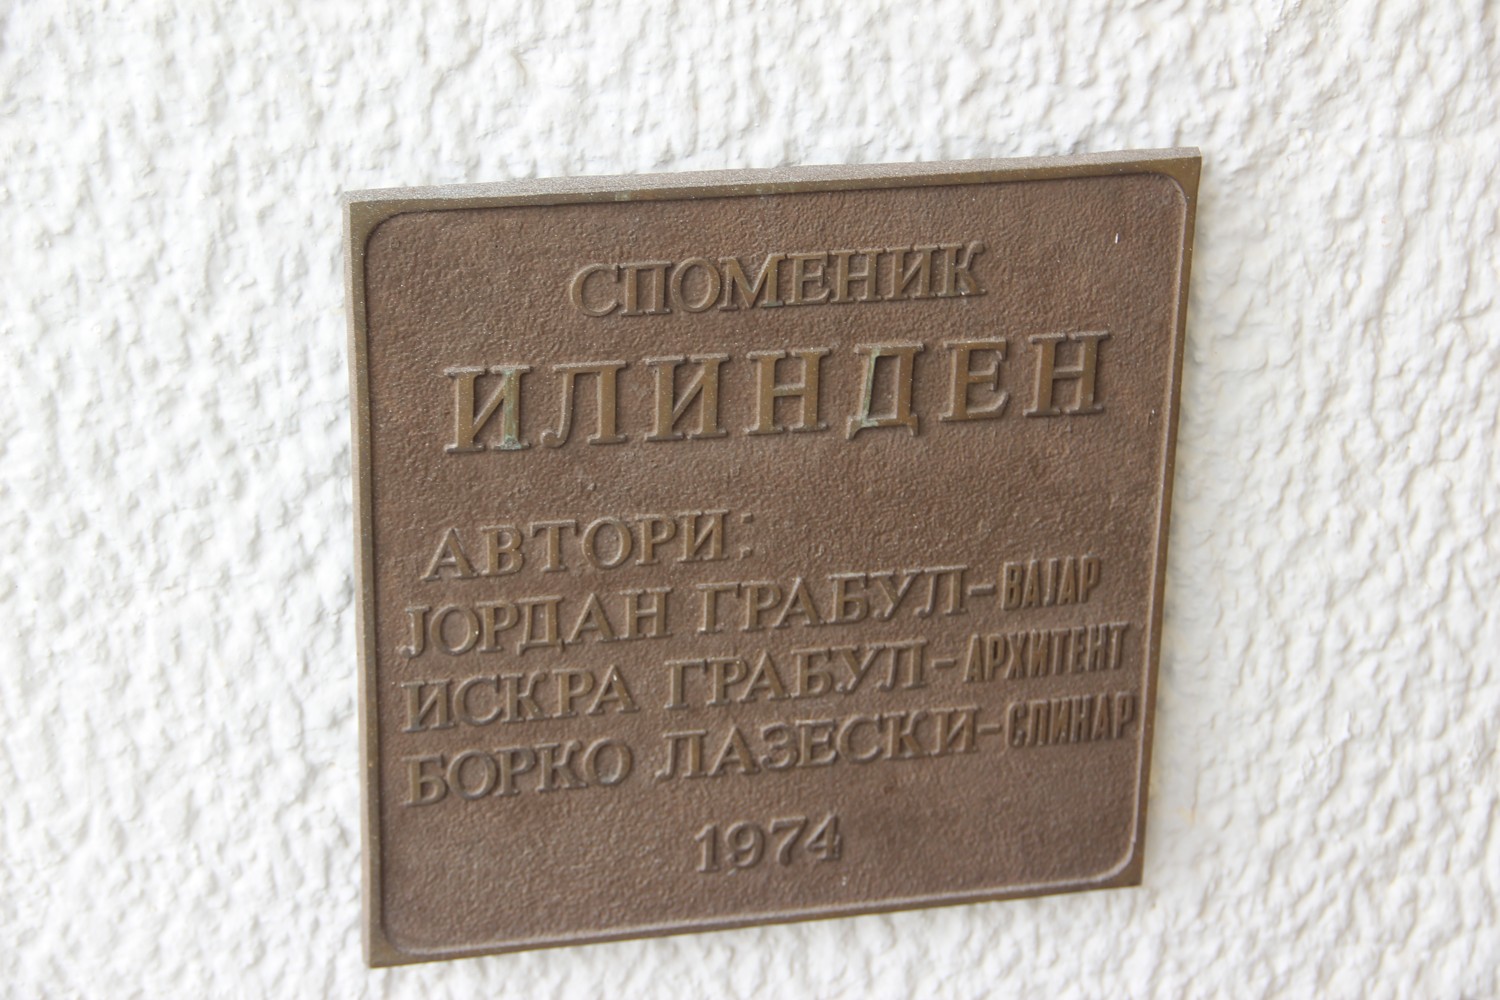 СПОМЕНИК
ИЛИНДЕН
АВТОРИ:
ЈОРДАН ГРАБУЛ-ВАЈАР
ИСКРА ГРАБУЛ-АРХИТЕКТ
БОРКО ЛАЗЕСКИ-СЛИКАР
1974